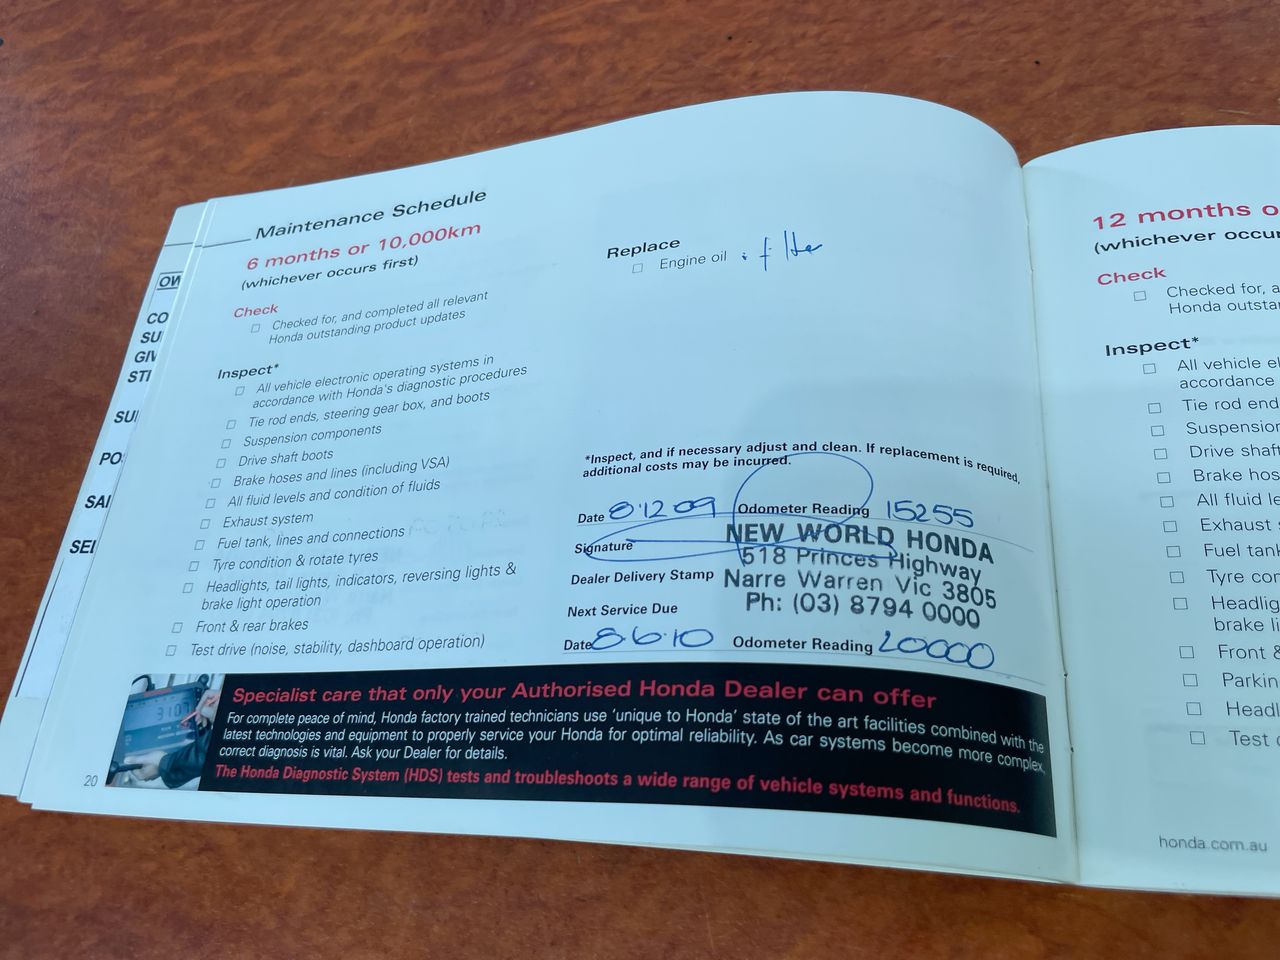 Maintenance Schedule
6 months or 10,000km
(whichever occurs first)
Check
Checked for, and completed all relevant
Honda outstanding product updates
Inspect*
All vehicle electronic operating systems in
accordance with Honda's diagnostic procedures
Tie rod ends, steering gear box, and boots
Suspension components
Drive shaft boots
Brake hoses and lines (including VSA)
All fluid levels and condition of fluids
Exhaust system
Fuel tank, lines and connections
Tyre condition & rotate tyres
Headlights, tail lights, indicators, reversing lights &
brake light operation
Front & rear brakes
Test drive (noise, stability, dashboard operation)
Replace
Engine oil : filter
*Inspect, and if necessary adjust and clean. If replacement is required,
additional costs may be incurred.
Date 8.12.09 Odometer Reading 15255
Signature
NEW WORLD HONDA
518 Princes Highway
Dealer Delivery Stamp Narre Warren Vic 3805
Ph: (03) 8794 0000
Next Service Due
Date 8.6.10 Odometer Reading 20000
Specialist care that only your Authorised Honda Dealer can offer
For complete peace of mind, Honda factory trained technicians use 'unique to Honda' state of the art facilities combined with the
latest technologies and equipment to properly service your Honda for optimal reliability. As car systems become more complex,
correct diagnosis is vital. Ask your Dealer for details.
The Honda Diagnostic System (HDS) tests and troubleshoots a wide range of vehicle systems and functions.
20
OW
CO
SU
GIV
STI
SUI
PO
SAI
SEL
12 months o
(whichever occur
Check
Checked for, a
Honda outsta
Inspect*
All vehicle el
accordance
Tie rod end
Suspension
Drive shaft
Brake hos
All fluid le
Exhaust s
Fuel tank
Tyre con
Headlig
brake li
Front &
Parkin
Headl
Test d
honda.com.au